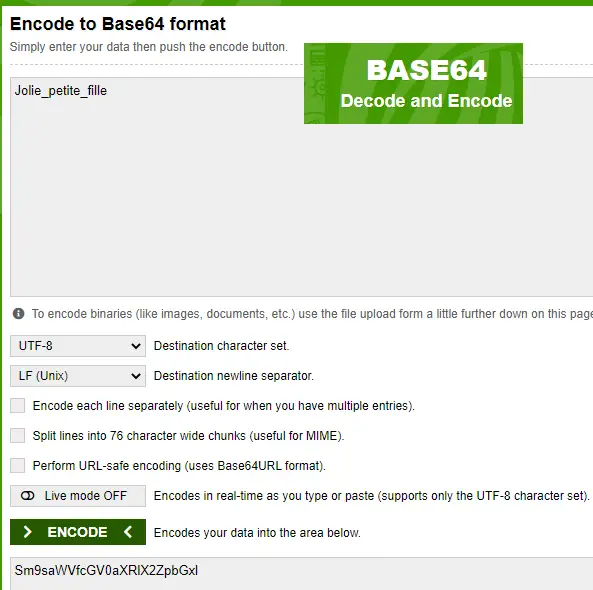 Encode to Base64 format
Simply enter your data then push the encode button.
BASE64
Decode and Encode
Jolie_petite_fille
To encode binaries (like images, documents, etc.) use the file upload form a little further down on this page
UTF-8 Destination character set.
LF (Unix) Destination newline separator.
Encode each line separately (useful for when you have multiple entries).
Split lines into 76 character wide chunks (useful for MIME).
Perform URL-safe encoding (uses Base64URL format).
Live mode OFF Encodes in real-time as you type or paste (supports only the UTF-8 character set).
ENCODE Encodes your data into the area below.
Sm9saWVfcGV0aXRlX2ZpbGxl